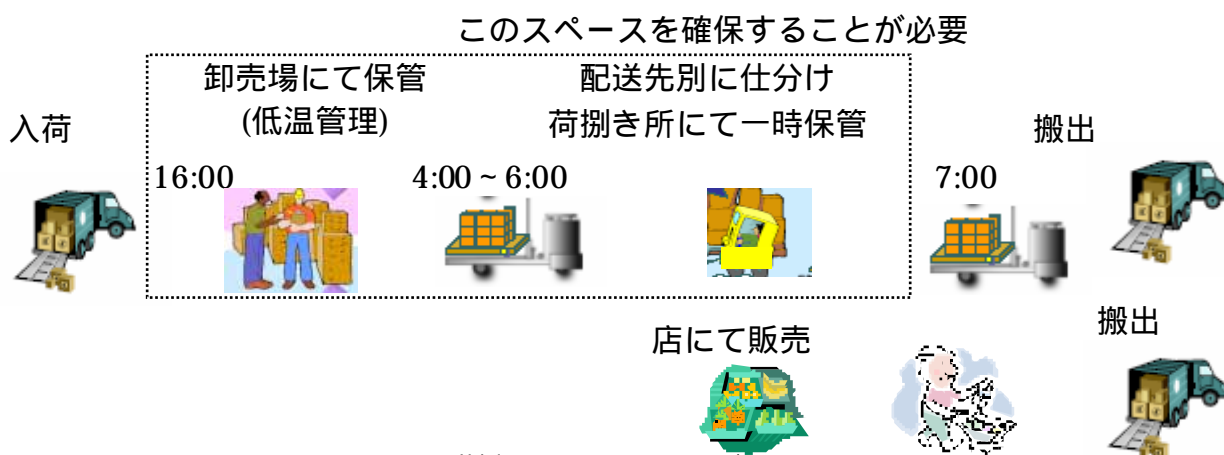 このスペースを確保することが必要
卸売場にて保管
(低温管理)
配送先別に仕分け
荷捌き所にて一時保管
入荷
搬出
16:00
4:00~6:00
7:00
搬出
店にて販売